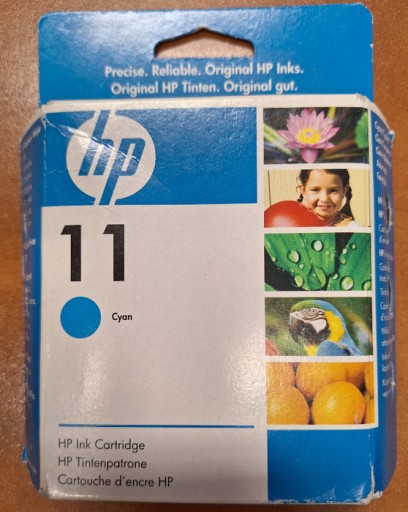 Precise. Reliable. Original HP Inks.
Original HP Tinten. Original gut.
hp
11
Cyan
HP Ink Cartridge
HP Tintenpatrone
Cartouche d'encre HP